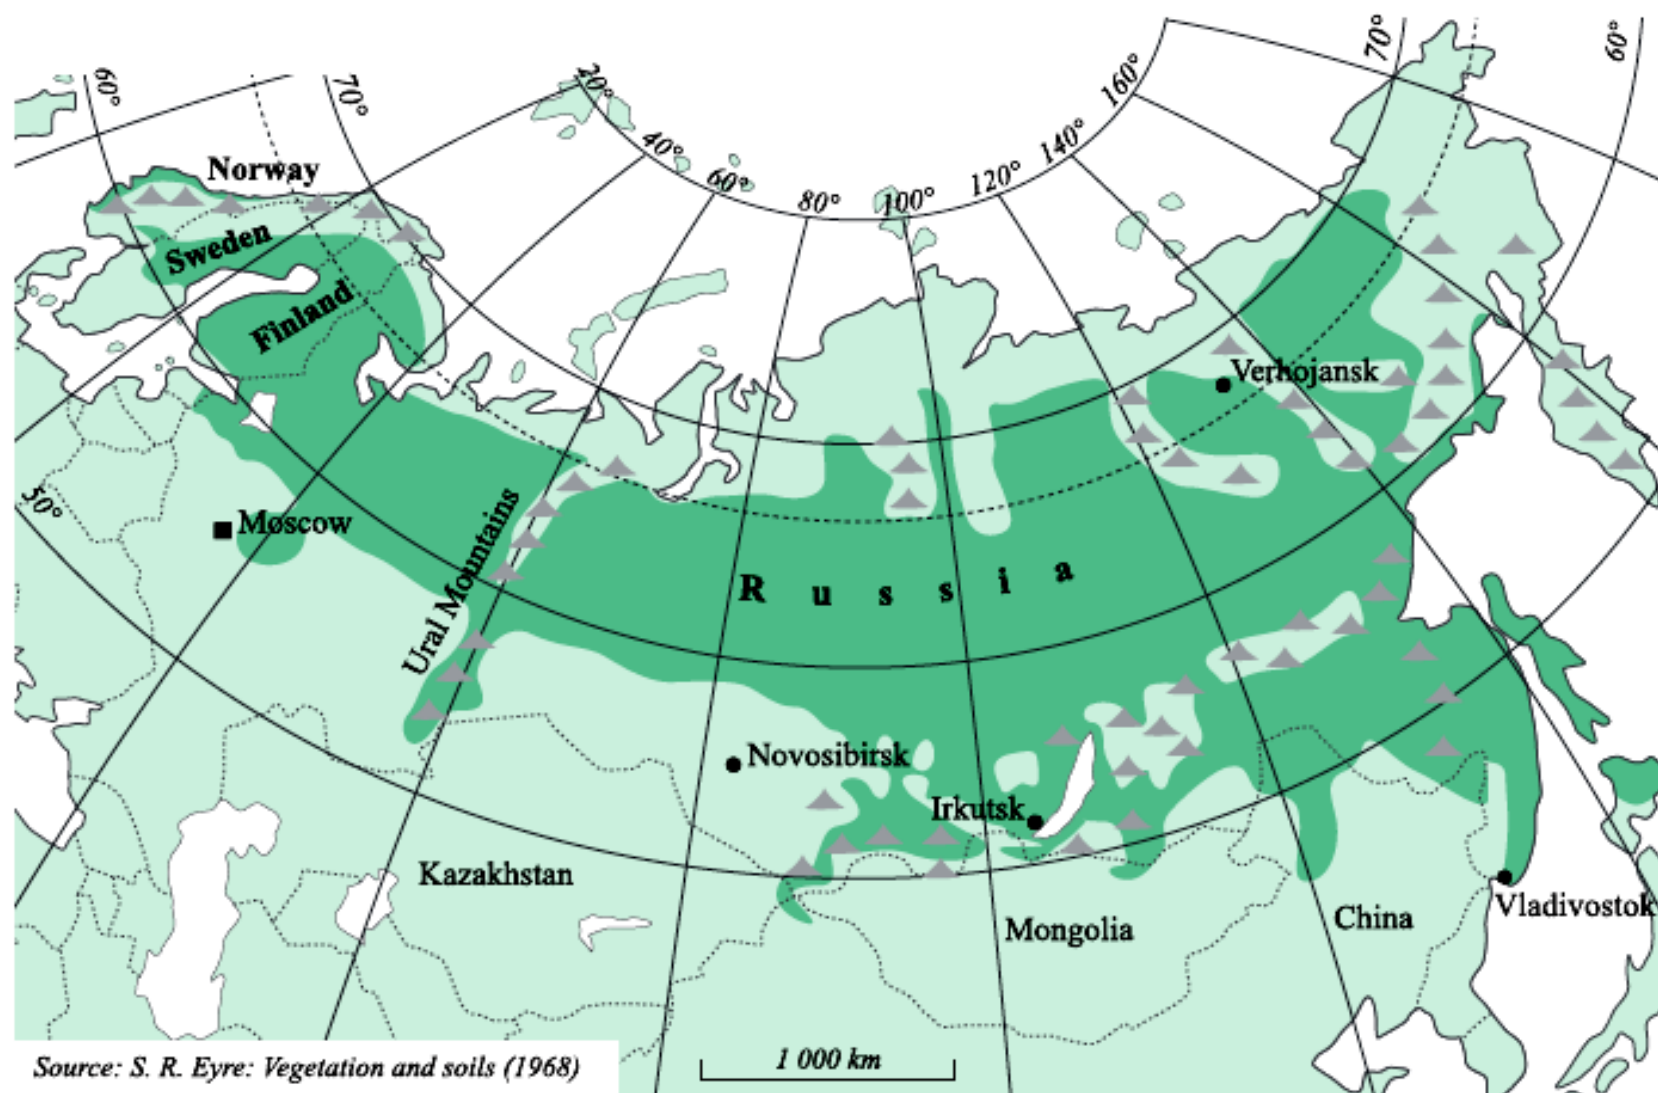 60°
70°
20°
40°
60°
80°
100°
120°
140°
160°
70°
60°
Norway
Sweden
Finland
Verhojansk
50°
Moscow
Ural Mountains
Russia
Novosibirsk
Irkutsk
Kazakhstan
Mongolia
China
Vladivostok
1 000 km
Source: S. R. Eyre: Vegetation and soils (1968)